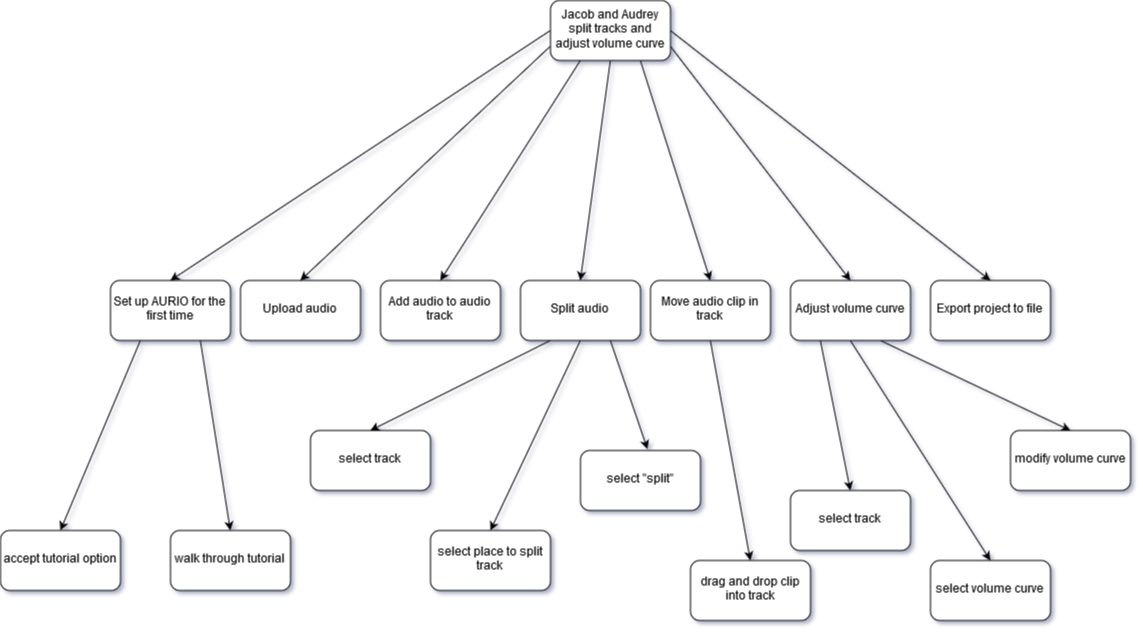 Jacob and Audrey
split tracks and
adjust volume curve
Set up AURIO for the
first time
Upload audio
Add audio to audio
track
Split audio
Move audio clip in
track
Adjust volume curve
Export project to file
select track
select "split"
modify volume curve
select track
accept tutorial option
walk through tutorial
select place to split
track
drag and drop clip
into track
select volume curve